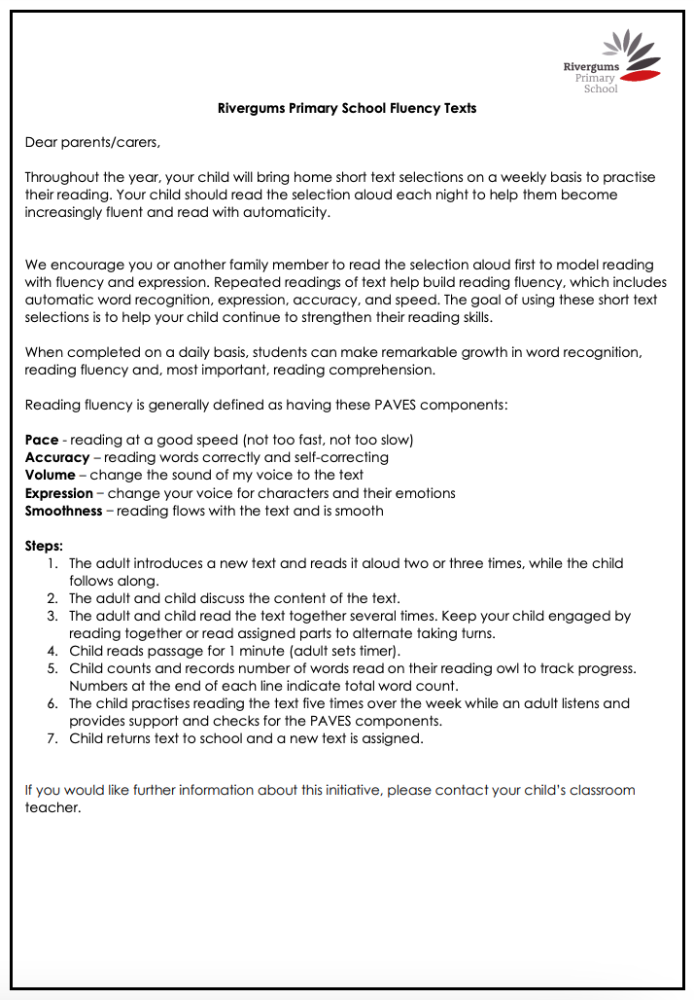 Rivergums
Primary
School
Rivergums Primary School Fluency Texts
Dear parents/carers,
Throughout the year, your child will bring home short text selections on a weekly basis to practise
their reading. Your child should read the selection aloud each night to help them become
increasingly fluent and read with automaticity.
We encourage you or another family member to read the selection aloud first to model reading
with fluency and expression. Repeated readings of text help build reading fluency, which includes
automatic word recognition, expression, accuracy, and speed. The goal of using these short text
selections is to help your child continue to strengthen their reading skills.
When completed on a daily basis, students can make remarkable growth in word recognition,
reading fluency and, most important, reading comprehension.
Reading fluency is generally defined as having these PAVES components:
Pace - reading at a good speed (not too fast, not too slow)
Accuracy – reading words correctly and self-correcting
Volume – change the sound of my voice to the text
Expression – change your voice for characters and their emotions
Smoothness – reading flows with the text and is smooth
Steps:
1. The adult introduces a new text and reads it aloud two or three times, while the child
follows along.
2. The adult and child discuss the content of the text.
3. The adult and child read the text together several times. Keep your child engaged by
reading together or read assigned parts to alternate taking turns.
4. Child reads passage for 1 minute (adult sets timer).
5. Child counts and records number of words read on their reading owl to track progress.
Numbers at the end of each line indicate total word count.
6. The child practises reading the text five times over the week while an adult listens and
provides support and checks for the PAVES components.
7. Child returns text to school and a new text is assigned.
If you would like further information about this initiative, please contact your child's classroom
teacher.